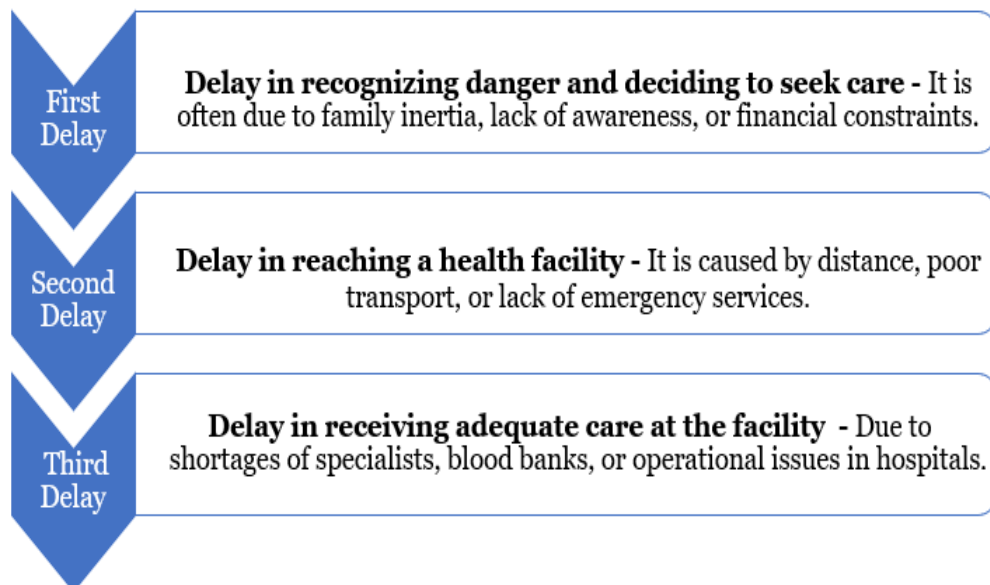 First
Delay
Delay in recognizing danger and deciding to seek care - It is
often due to family inertia, lack of awareness, or financial constraints.
Second
Delay
Delay in reaching a health facility - It is caused by distance, poor
transport, or lack of emergency services.
Third
Delay
Delay in receiving adequate care at the facility - Due to
shortages of specialists, blood banks, or operational issues in hospitals.